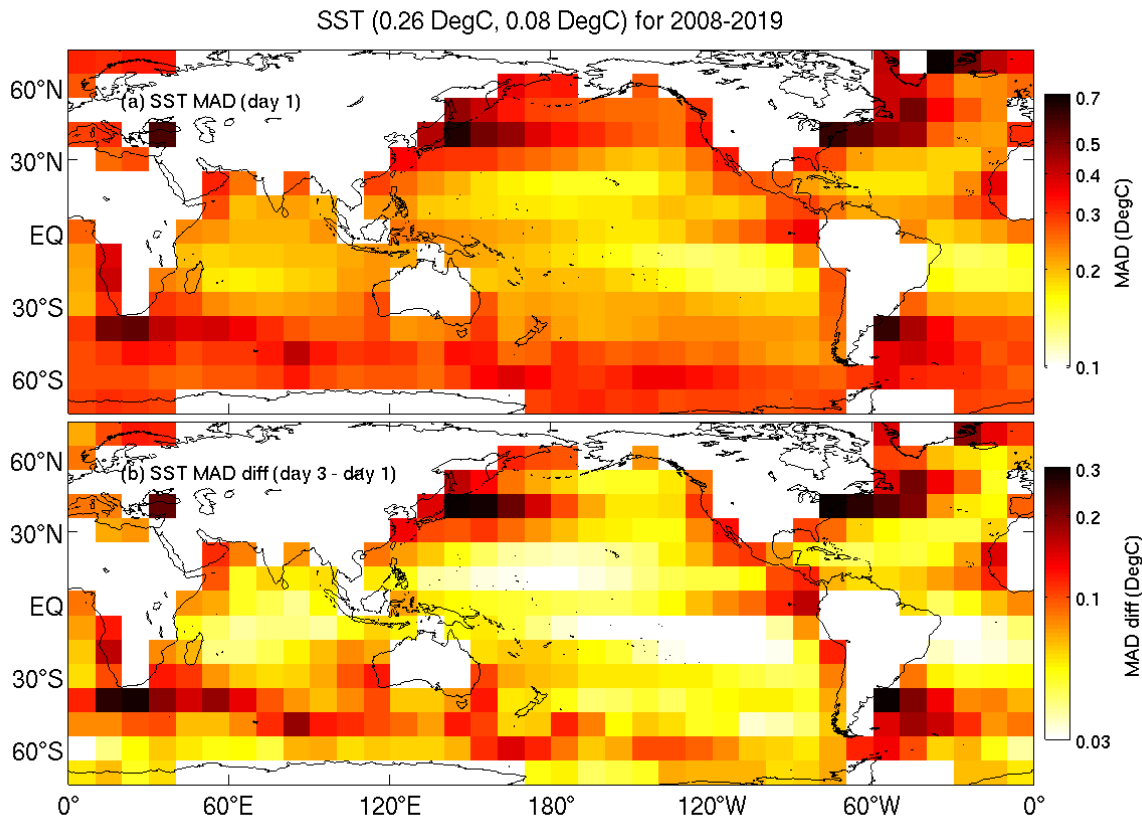 SST (0.26 DegC, 0.08 DegC) for 2008-2019
60°N
(a) SST MAD (day 1)
30°N
EQ
30°S
60°S
0.7
0.5
0.4
0.3
0.2
0.1
MAD (DegC)
60°N
(b) SST MAD diff (day 3 - day 1)
30°N
EQ
30°S
60°S
0.3
0.2
0.1
0.03
MAD diff (DegC)
0°
60°E
120°E
180°
120°W
60°W
0°